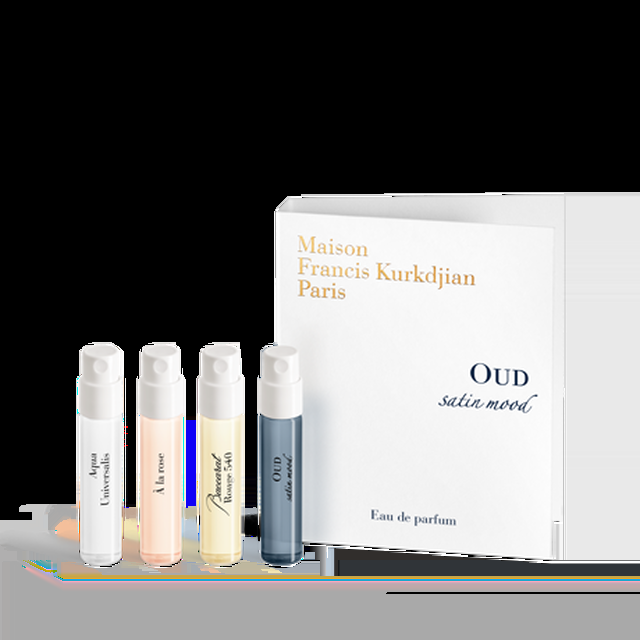 Maison
Francis Kurkdjian
Paris
OUD
satin mood
Eau de parfum
Aqua
Universalis
À la rose
Baccarat
Rouge 540
OUD
satin mood